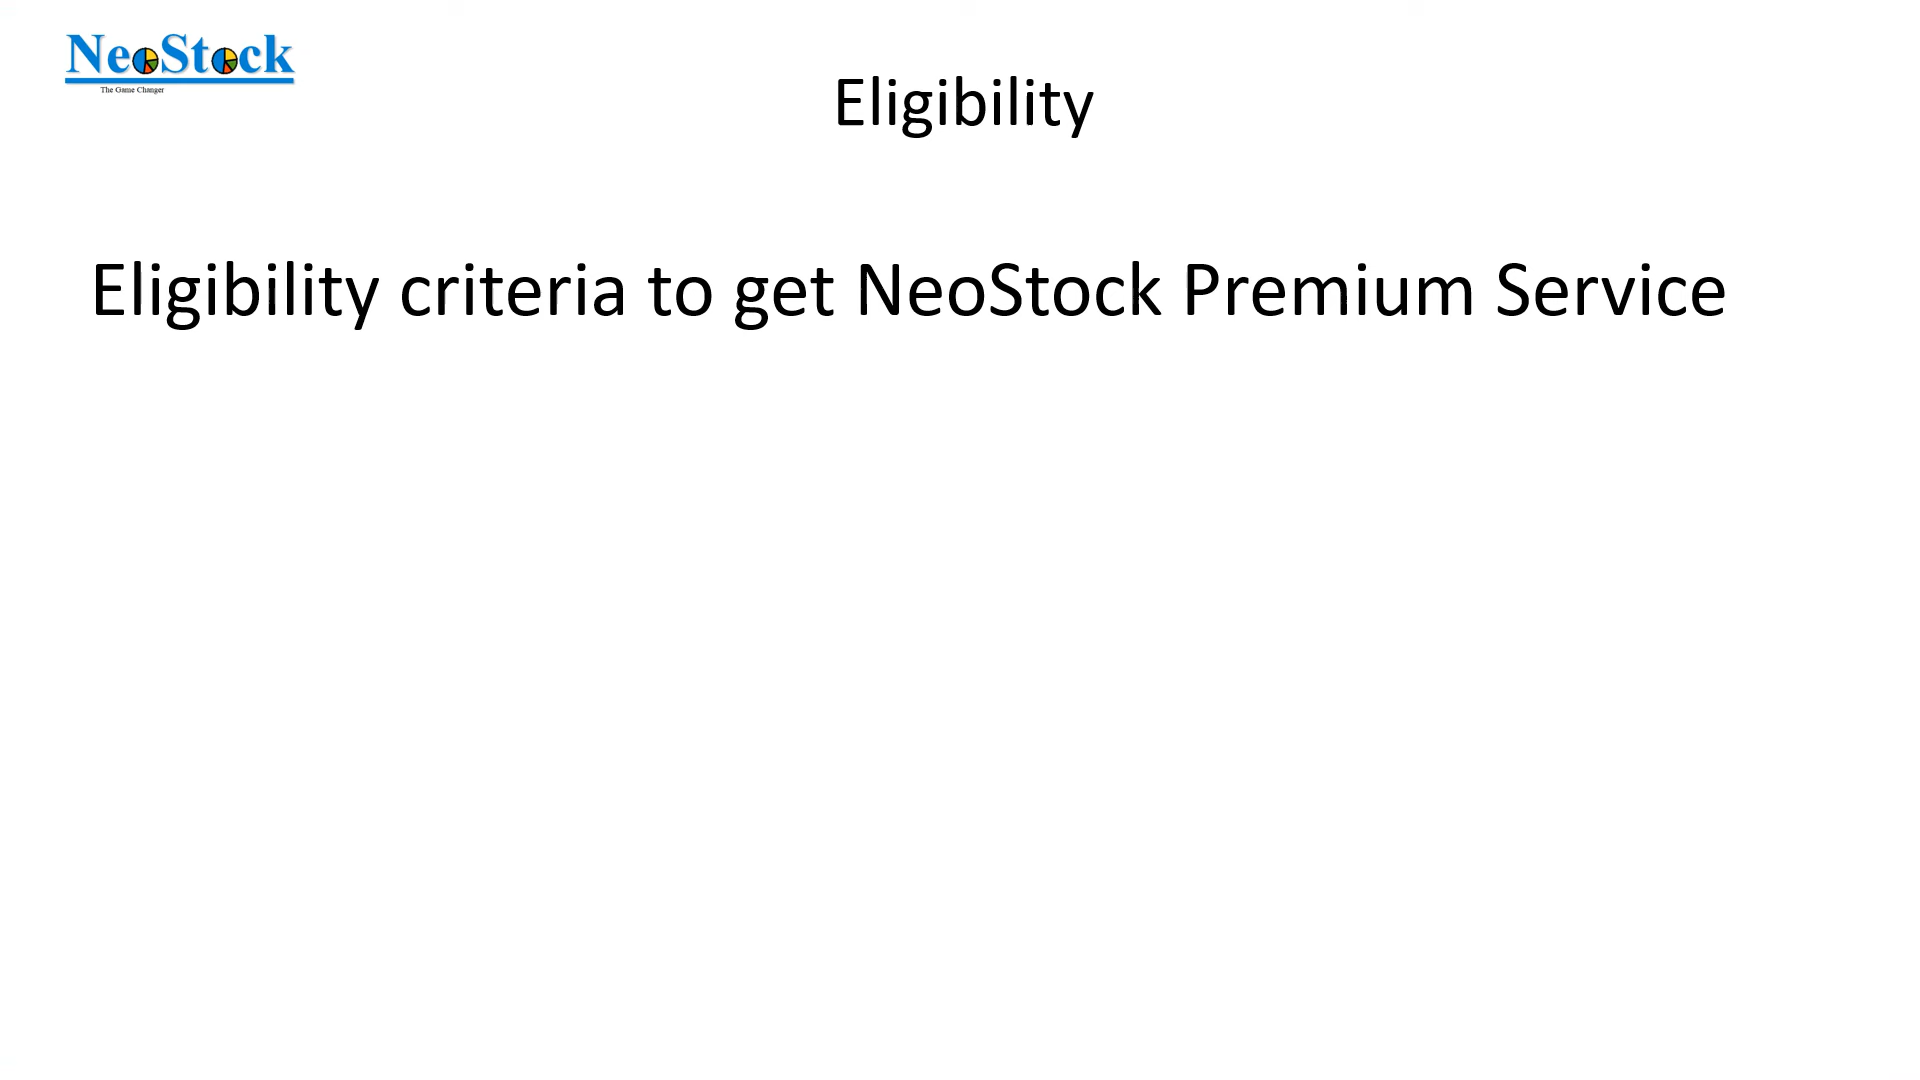 NeoStock
The Game Changer
Eligibility
Eligibility criteria to get NeoStock Premium Service